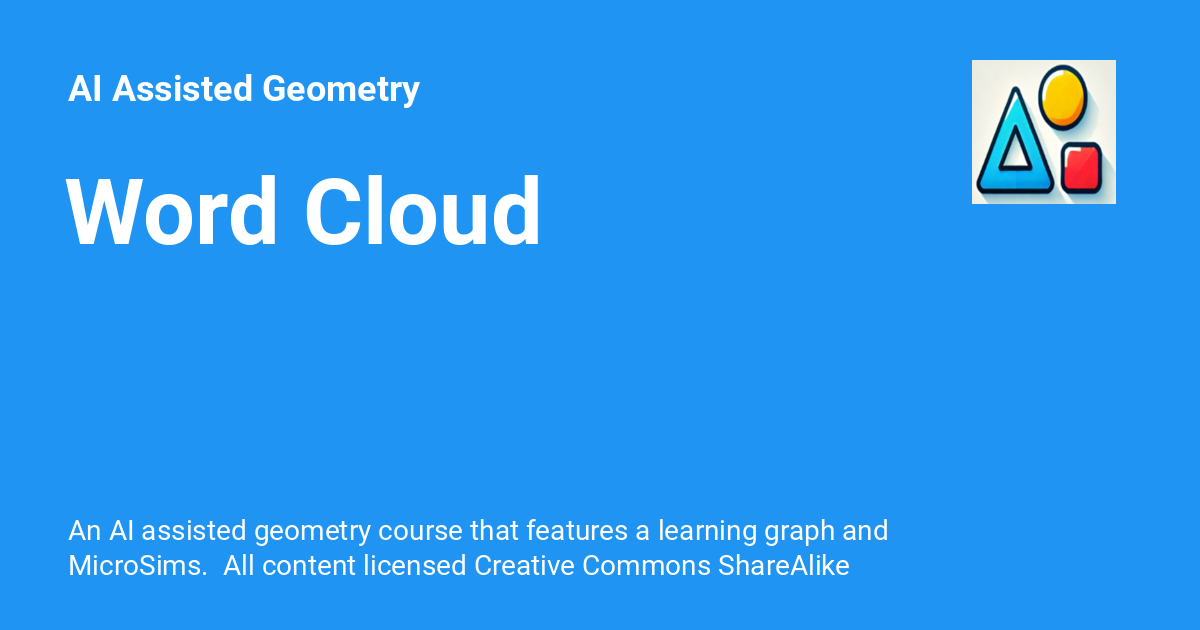 AI Assisted Geometry
Word Cloud
An AI assisted geometry course that features a learning graph and
MicroSims.  All content licensed Creative Commons ShareAlike